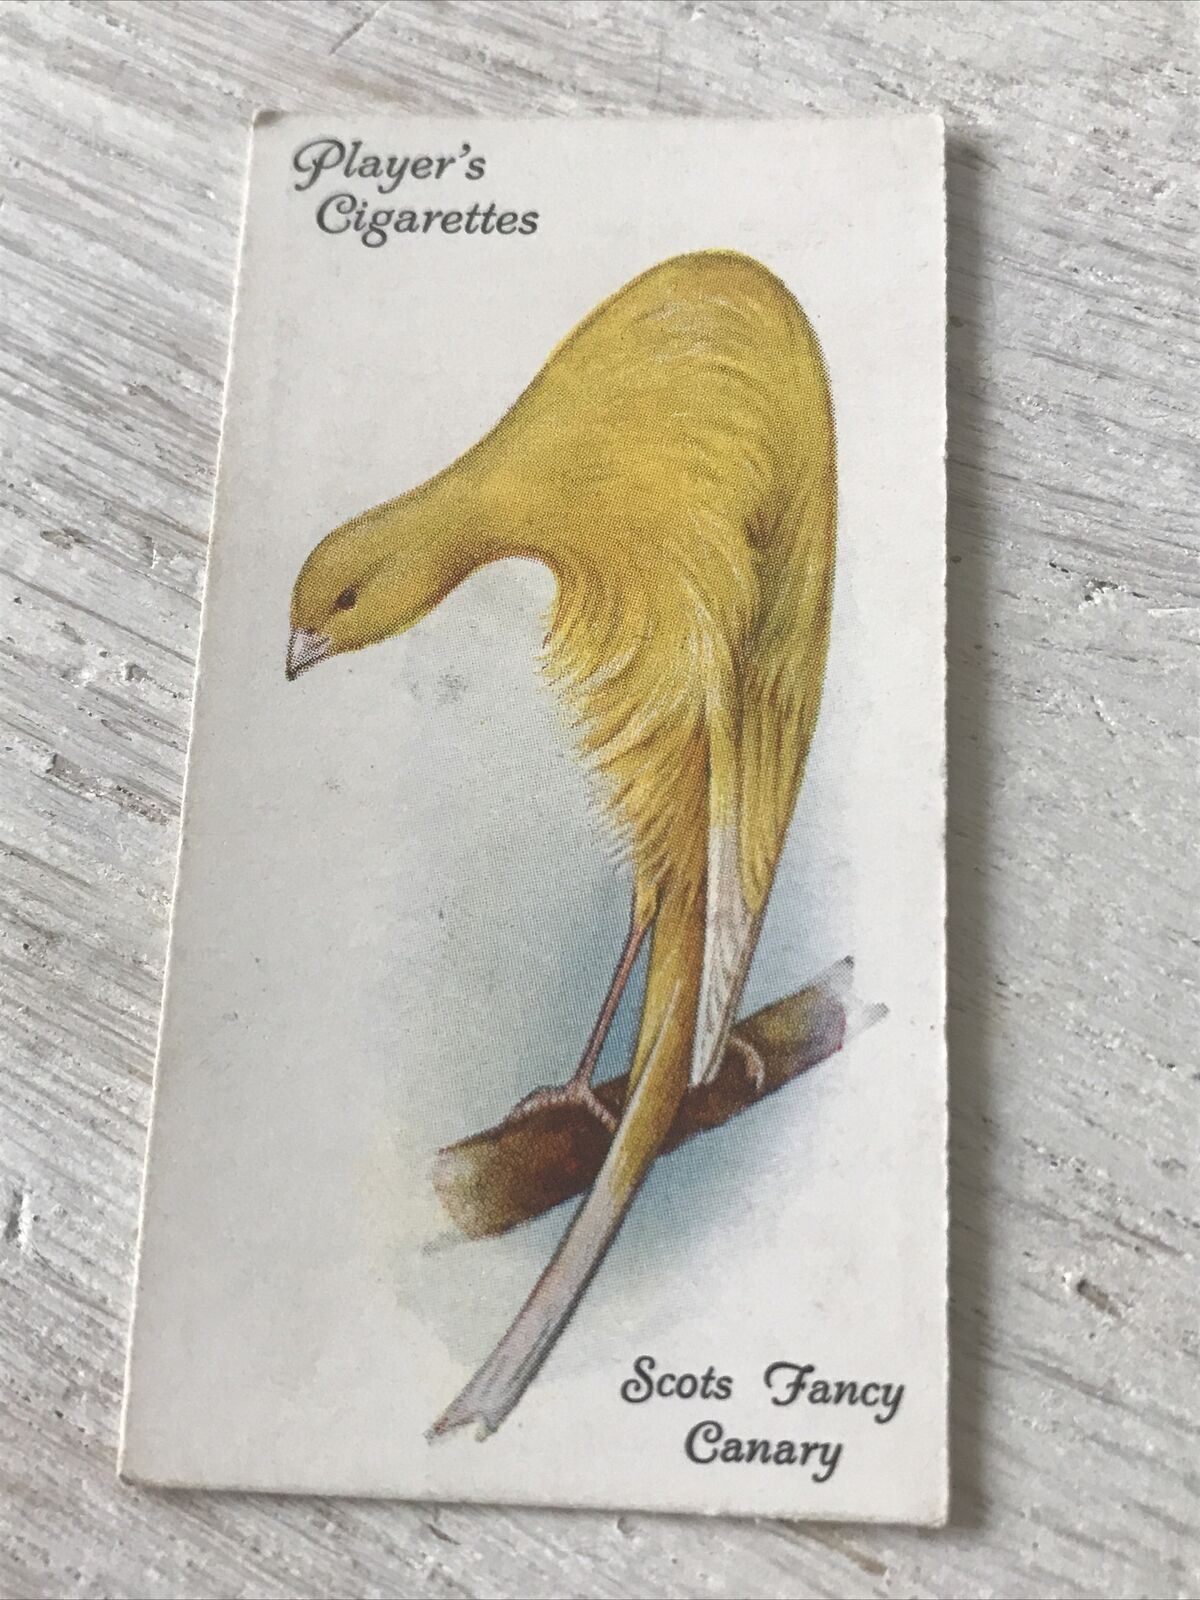 Player's
Cigarettes
Scots Fancy
Canary